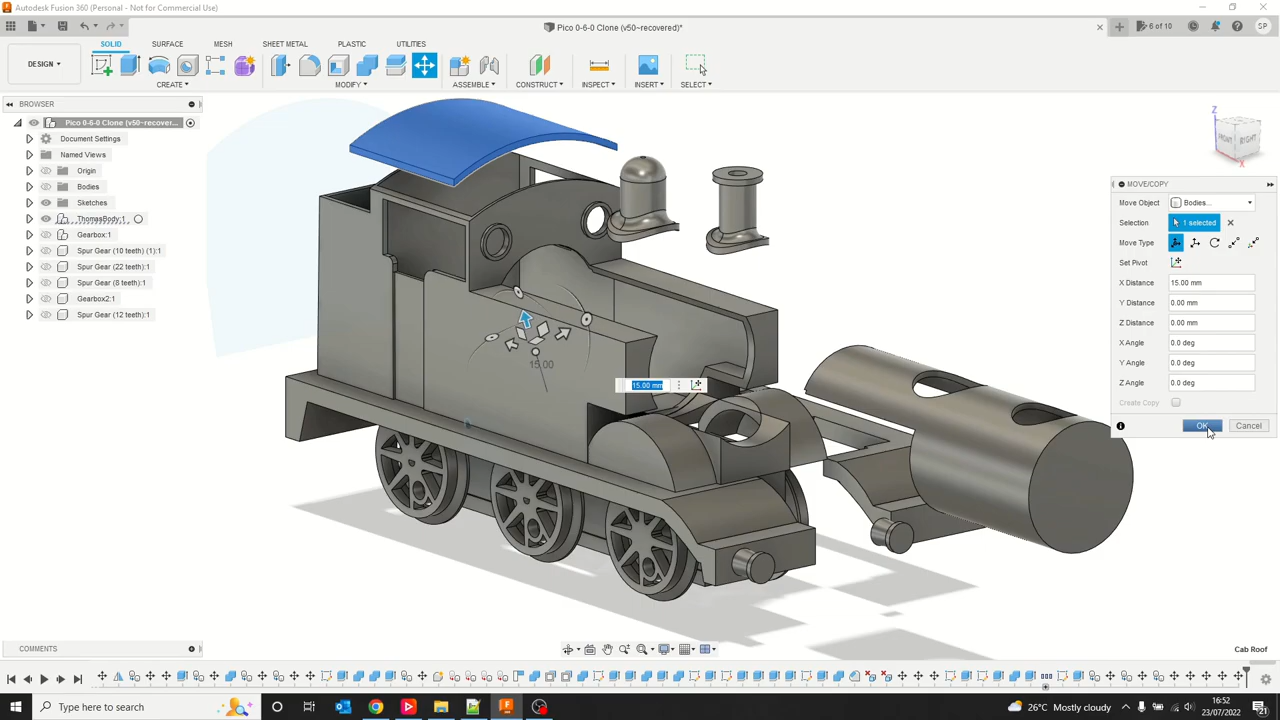 Autodesk Fusion 360 (Personal - Not for Commercial Use)
Pico 0-6-0 Clone (v50~recovered)*
6 of 10
SP
SOLID SURFACE MESH SHEET METAL PLASTIC UTILITIES
DESIGN
CREATE MODIFY ASSEMBLE CONSTRUCT INSPECT INSERT SELECT
BROWSER
Pico 0-6-0 Clone (v50~recover...
Document Settings
Named Views
Origin
Bodies
Sketches
ThomasBody:1
Gearbox:1
Spur Gear (10 teeth) (1):1
Spur Gear (22 teeth):1
Spur Gear (8 teeth):1
Gearbox2:1
Spur Gear (12 teeth):1
Z
FRONT RIGHT
X
MOVE/COPY
Move Object Bodies...
Selection 1 selected
Move Type
Set Pivot
X Distance 15.00 mm
Y Distance 0.00 mm
Z Distance 0.00 mm
X Angle 0.0 deg
Y Angle 0.0 deg
Z Angle 0.0 deg
Create Copy
OK Cancel
15.00
15.00 mm
COMMENTS
Cab Roof
Type here to search
26°C Mostly cloudy
16:52
23/07/2022
21